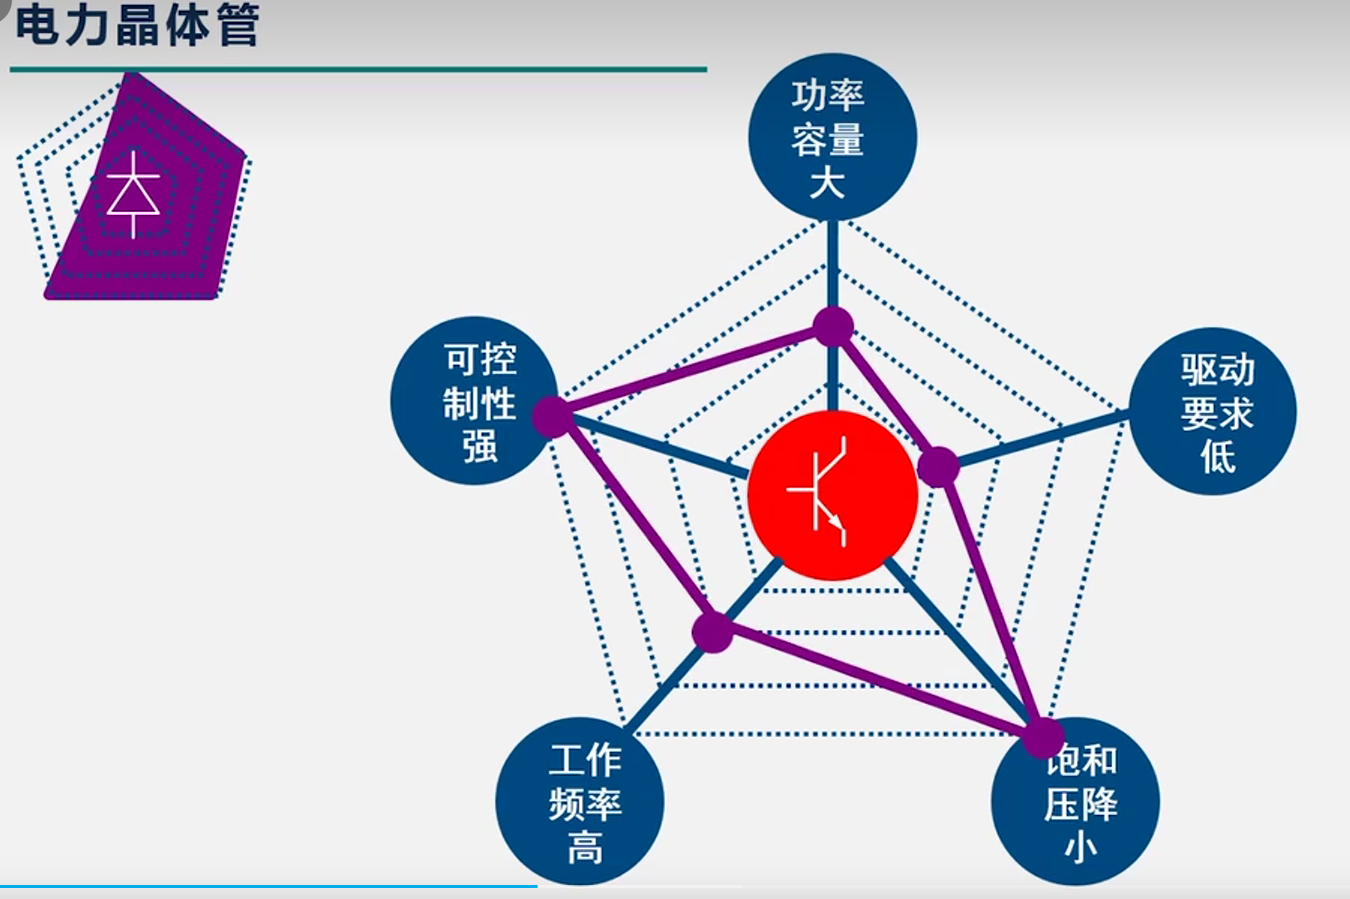 电力晶体管
功率
容量
大
可控
制性
强
驱动
要求
低
工作
频率
高
饱和
压降
小